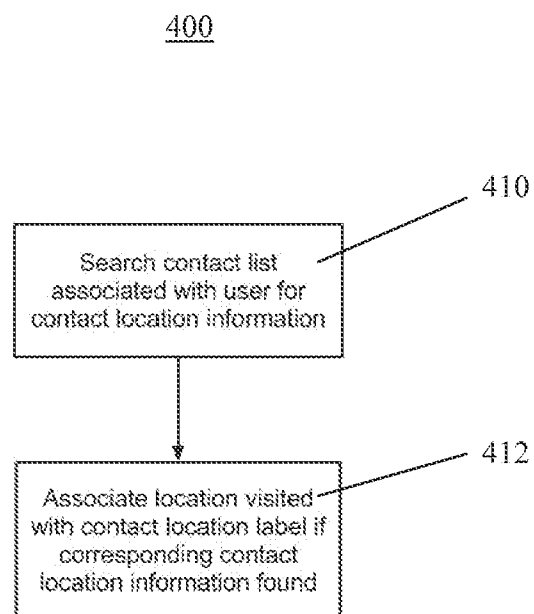 400
410
Search contact list
associated with user for
contact location information
412
Associate location visited
with contact location label if
corresponding contact
location information found